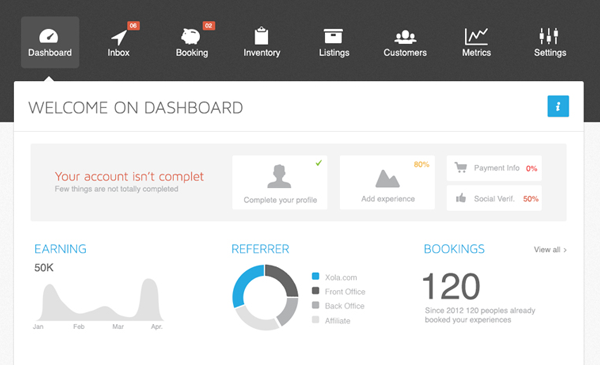 06
02
Dashboard
Inbox
Booking
Inventory
Listings
Customers
Metrics
Settings
WELCOME ON DASHBOARD
i
Your account isn't complet
Few things are not totally completed
Complete your profile
80%
Add experience
Payment Info 0%
Social Verif. 50%
EARNING
50K
Jan Feb Mar Apr.
REFERRER
Xola.com
Front Office
Back Office
Affiliate
BOOKINGS
View all >
120
Since 2012 120 peoples already
booked your experiences